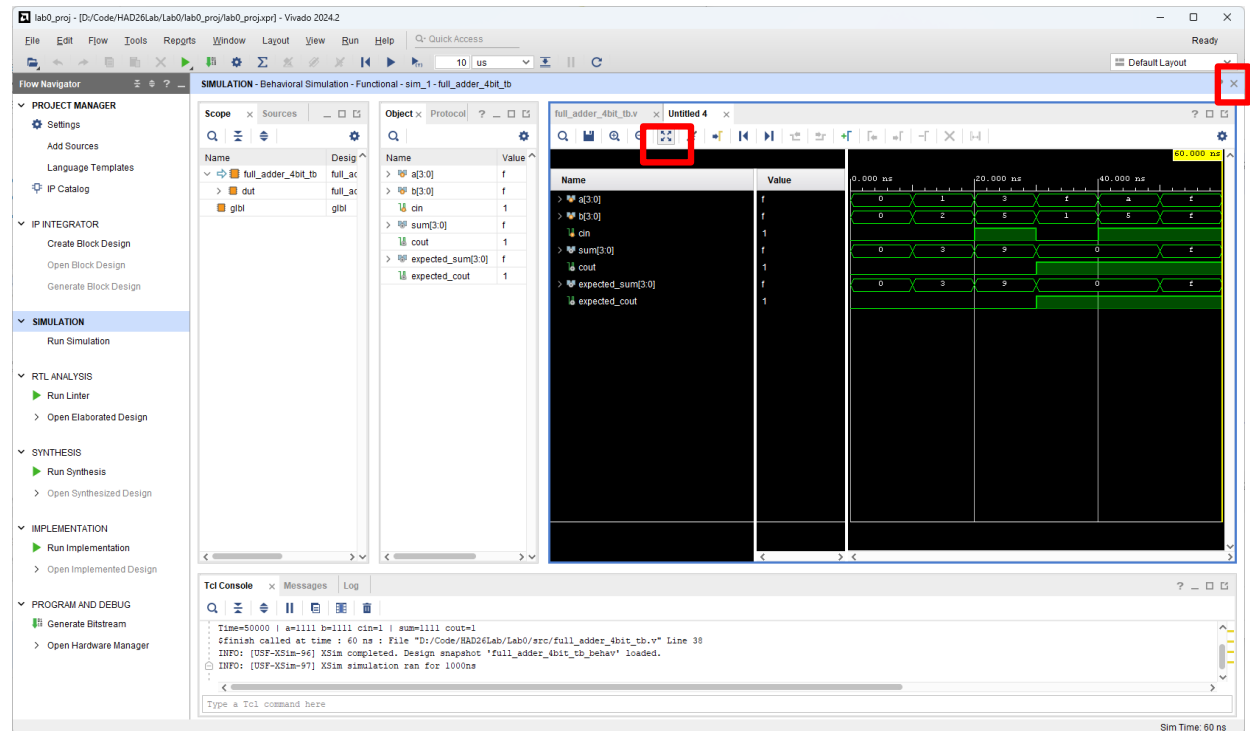 lab0_proj - [D:/Code/HAD26Lab/Lab0/lab0_proj/lab0_proj.xpr] - Vivado 2024.2
File Edit Flow Tools Reports Window Layout View Run Help Quick Access
Ready
10 us
Default Layout
Flow Navigator
SIMULATION - Behavioral Simulation - Functional - sim_1 - full_adder_4bit_tb
PROJECT MANAGER
Settings
Add Sources
Language Templates
IP Catalog
IP INTEGRATOR
Create Block Design
Open Block Design
Generate Block Design
SIMULATION
Run Simulation
RTL ANALYSIS
Run Linter
Open Elaborated Design
SYNTHESIS
Run Synthesis
Open Synthesized Design
IMPLEMENTATION
Run Implementation
Open Implemented Design
PROGRAM AND DEBUG
Generate Bitstream
Open Hardware Manager
Scope Sources
Name Desig
full_adder_4bit_tb full_ad
dut full_ad
glbl glbl
Object Protocol
Name Value
a[3:0] f
b[3:0] f
cin 1
sum[3:0] f
cout 1
expected_sum[3:0] f
expected_cout 1
full_adder_4bit_tb.v Untitled 4
60.000 ns
Name Value 0.000 ns 20.000 ns 40.000 ns
a[3:0] f 0 1 3 f a f
b[3:0] f 0 2 5 1 5 f
cin 1
sum[3:0] f 0 3 9 0 f
cout 1
expected_sum[3:0] f 0 3 9 0 f
expected_cout 1
Tcl Console Messages Log
Time=50000 | a=1111 b=1111 cin=1 | sum=1111 cout=1
$finish called at time : 60 ns : File "D:/Code/HAD26Lab/Lab0/src/full_adder_4bit_tb.v" Line 38
INFO: [USF-XSim-96] XSim completed. Design snapshot 'full_adder_4bit_tb_behav' loaded.
INFO: [USF-XSim-97] XSim simulation ran for 1000ns
Type a Tcl command here
Sim Time: 60 ns